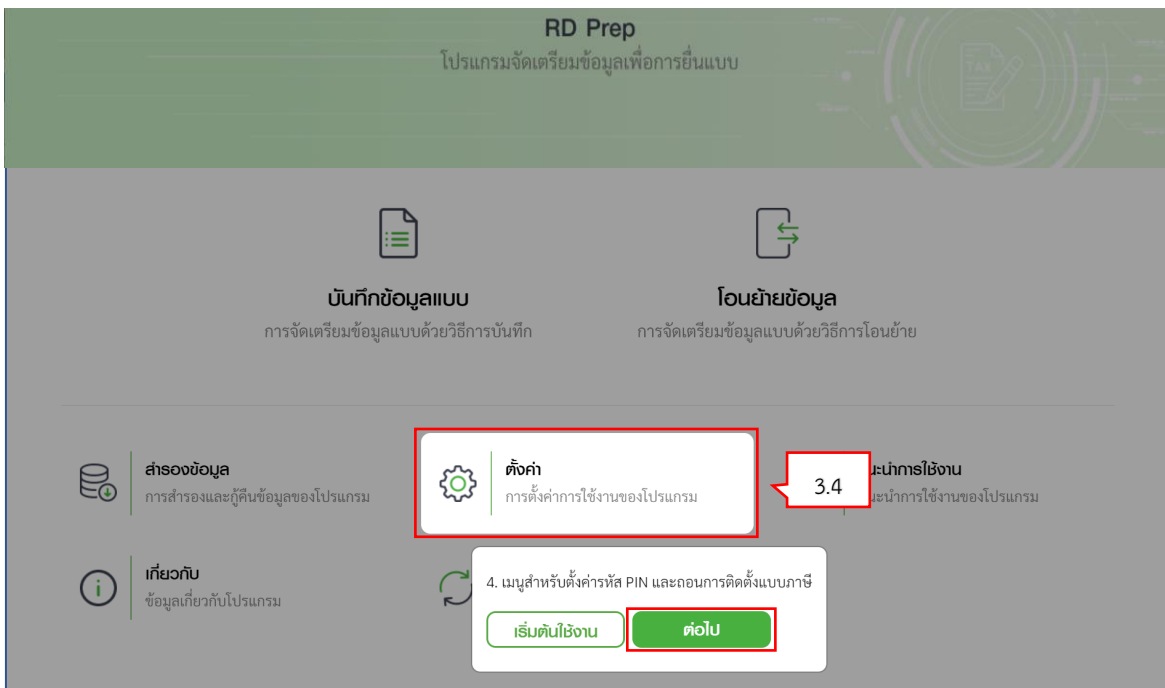 RD Prep
โปรแกรมจัดเตรียมข้อมูลเพื่อการยื่นแบบ
TAX
บันทึกข้อมูลแบบ
การจัดเตรียมข้อมูลแบบด้วยวิธีการบันทึก
โอนย้ายข้อมูล
การจัดเตรียมข้อมูลแบบด้วยวิธีการโอนย้าย
สำรองข้อมูล
การสำรองและกู้คืนข้อมูลของโปรแกรม
ตั้งค่า
การตั้งค่าการใช้งานของโปรแกรม
3.4
นะนำการใช้งาน
นะนำการใช้งานของโปรแกรม
เกี่ยวกับ
ข้อมูลเกี่ยวกับโปรแกรม
4. เมนูสำหรับตั้งค่ารหัส PIN และถอนการติดตั้งแบบภาษี
เริ่มต้นใช้งาน
ต่อไป